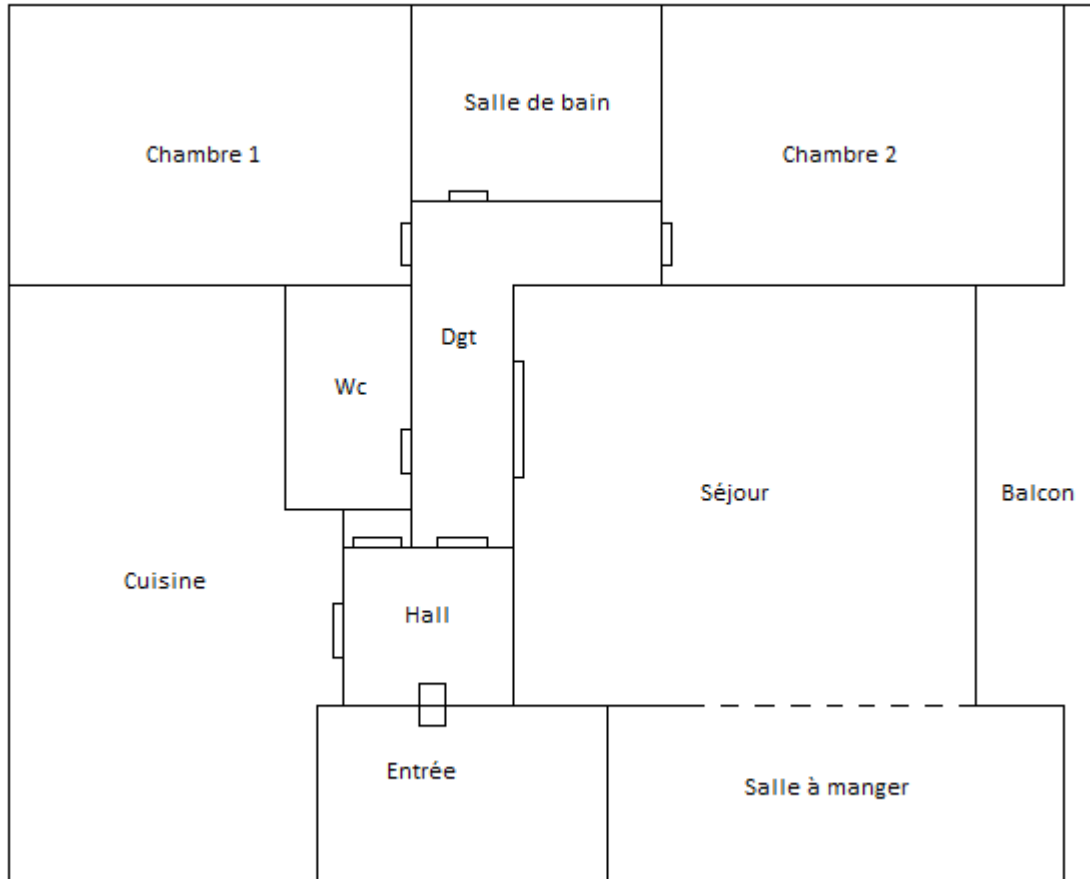 Salle de bain
Chambre 1
Chambre 2
Dgt
Wc
Séjour
Balcon
Cuisine
Hall
Entrée
Salle à manger